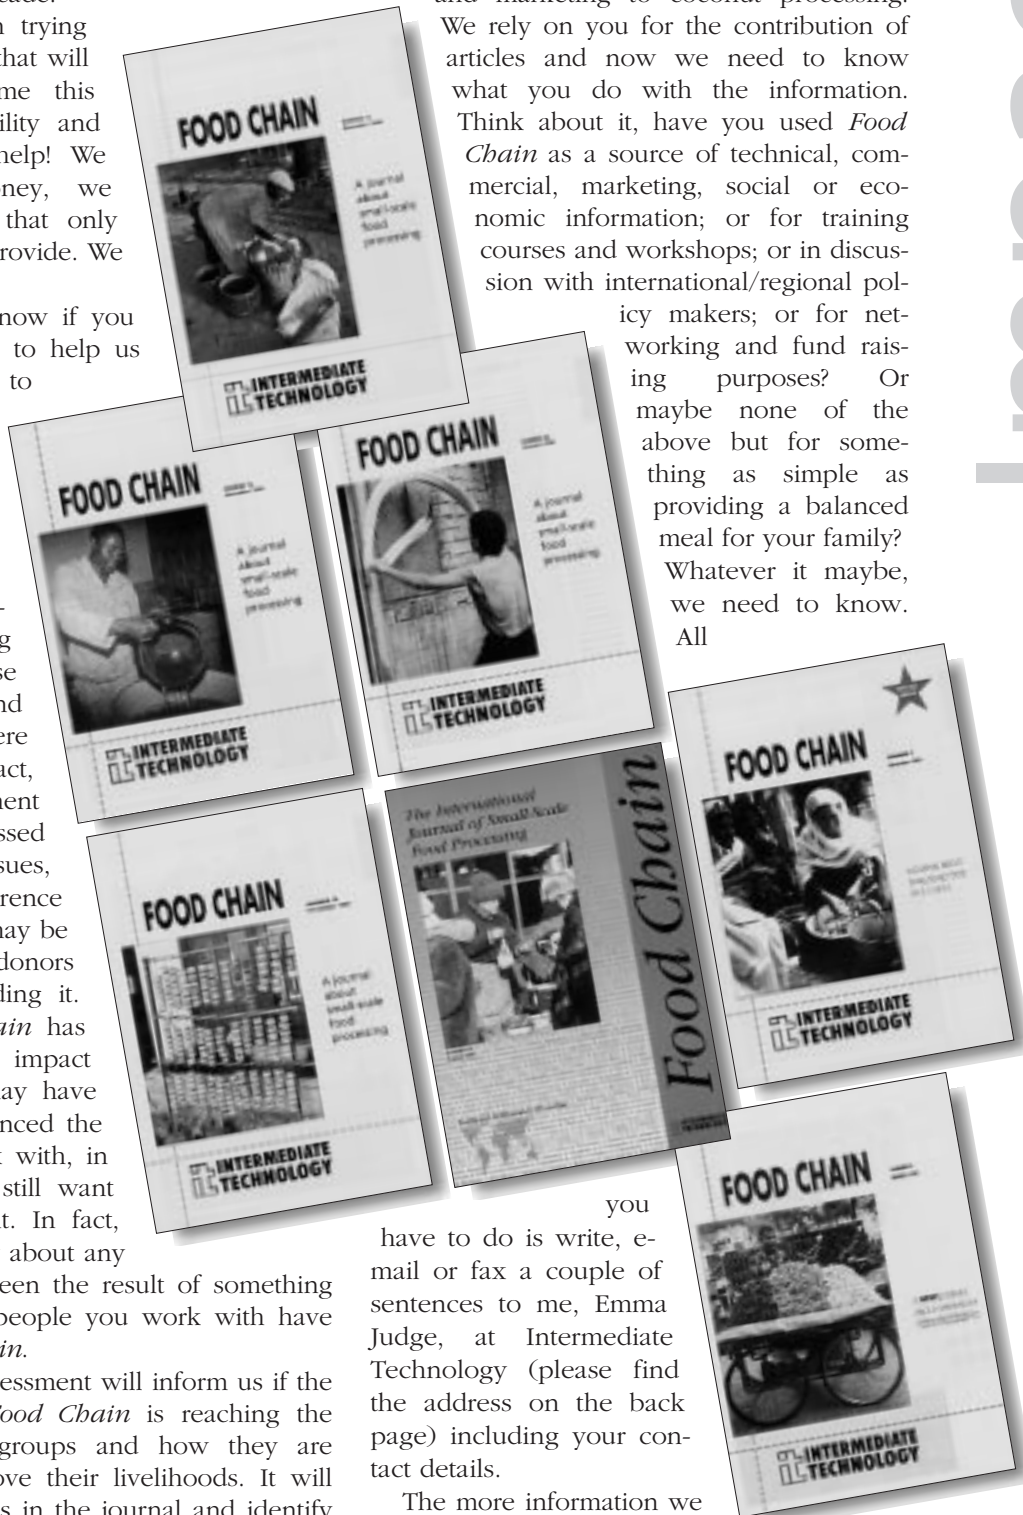 n trying
that will
me this
ility and
help! We
ney, we
that only
rovide. We
now if you
to help us
to
g
se
nd
ere
act,
nent
ssed
sues,
rence
nay be
donors
ding it.
ain has
impact
ay have
nced the
k with, in
still want
t. In fact,
about any
een the result of something
people you work with have
in.
essment will inform us if the
Food Chain is reaching the
groups and how they are
ove their livelihoods. It will
s in the journal and identify
and marketing to coconut processing.
We rely on you for the contribution of
articles and now we need to know
what you do with the information.
Think about it, have you used Food
Chain as a source of technical, com-
mercial, marketing, social or eco-
nomic information; or for training
courses and workshops; or in discus-
sion with international/regional pol-
icy makers; or for net-
working and fund rais-
ing purposes? Or
maybe none of the
above but for some-
thing as simple as
providing a balanced
meal for your family?
Whatever it maybe,
we need to know.
All
you
have to do is write, e-
mail or fax a couple of
sentences to me, Emma
Judge, at Intermediate
Technology (please find
the address on the back
page) including your con-
tact details.
The more information we
FOOD CHAIN
A journal
about
small-scale
food
processing
INTERMEDIATE
TECHNOLOGY
FOOD CHAIN
A journal
About
small-scale
food
processing
INTERMEDIATE
TECHNOLOGY
FOOD CHAIN
A journal
about
small-scale
food
processing
INTERMEDIATE
TECHNOLOGY
FOOD CHAIN
INTERMEDIATE
TECHNOLOGY
FOOD CHAIN
A journal
about
small-scale
food
processing
INTERMEDIATE
TECHNOLOGY
The International
Journal of Small-Scale
Food Processing
Food Chain
FOOD CHAIN
INTERMEDIATE
TECHNOLOGY